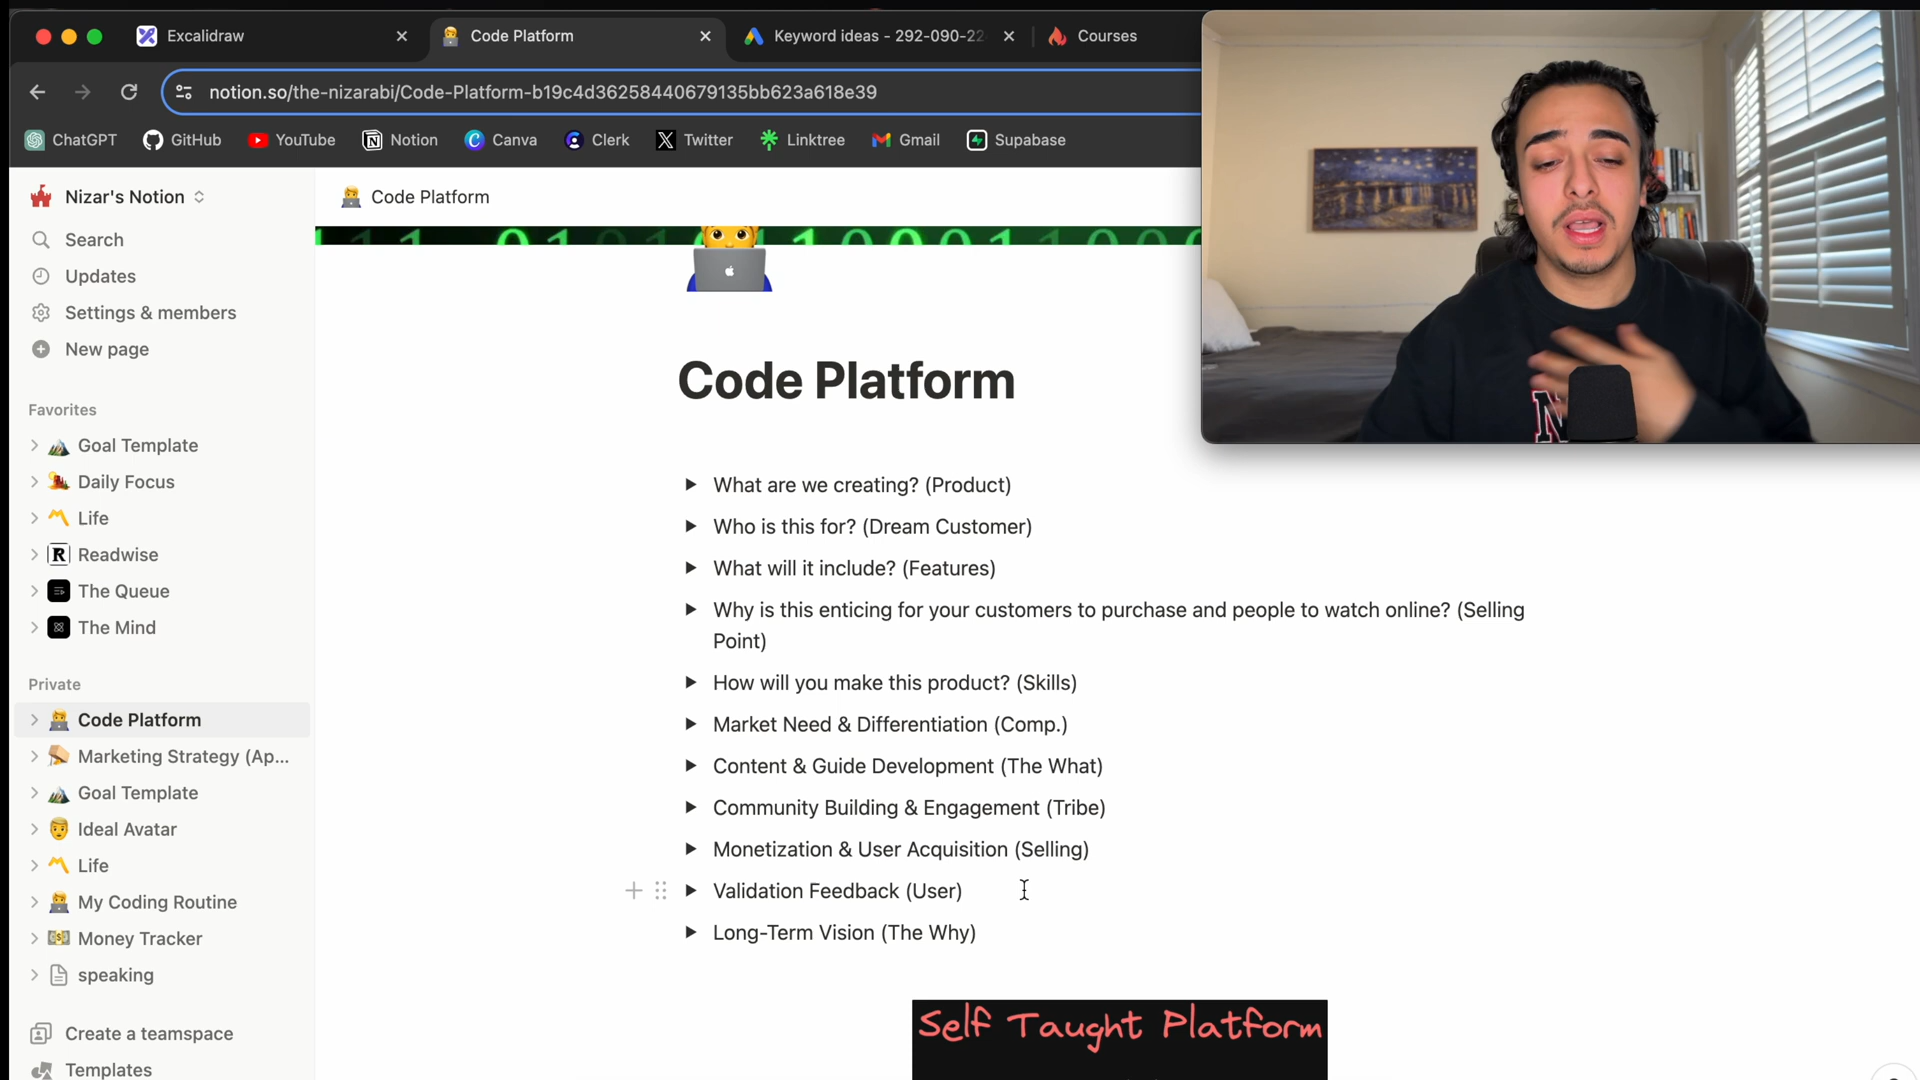 Excalidraw
Code Platform
Keyword ideas - 292-090-22
Courses
notion.so/the-nizarabi/Code-Platform-b19c4d36258440679135bb623a618e39
ChatGPT
GitHub
YouTube
Notion
Canva
Clerk
Twitter
Linktree
Gmail
Supabase
Nizar's Notion
Search
Updates
Settings & members
New page
Favorites
Goal Template
Daily Focus
Life
Readwise
The Queue
The Mind
Private
Code Platform
Marketing Strategy (Ap...
Goal Template
Ideal Avatar
Life
My Coding Routine
Money Tracker
speaking
Create a teamspace
Templates
Code Platform
Code Platform
What are we creating? (Product)
Who is this for? (Dream Customer)
What will it include? (Features)
Why is this enticing for your customers to purchase and people to watch online? (Selling
Point)
How will you make this product? (Skills)
Market Need & Differentiation (Comp.)
Content & Guide Development (The What)
Community Building & Engagement (Tribe)
Monetization & User Acquisition (Selling)
Validation Feedback (User)
Long-Term Vision (The Why)
Self Taught Platform